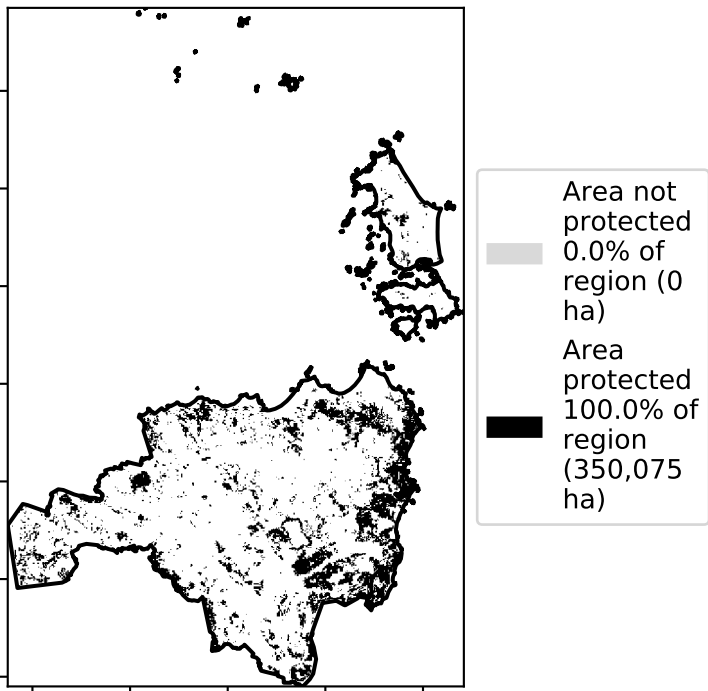 Area not
protected
0.0% of
region (0
ha)
Area
protected
100.0% of
region
(350,075
ha)